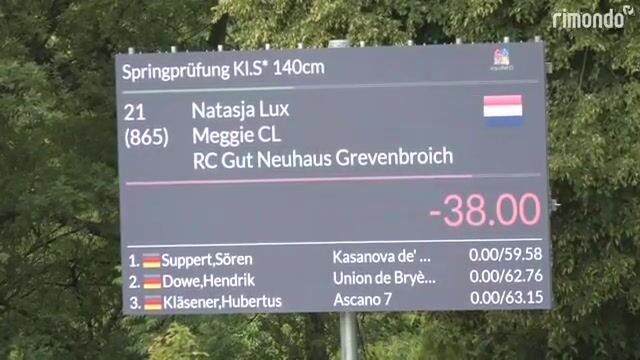 rimondo
Springprüfung Kl.S* 140cm
21 Natasja Lux
(865) Meggie CL
RC Gut Neuhaus Grevenbroich
-38.00
1. Suppert,Sören Kasanova de' ... 0.00/59.58
2. Dowe,Hendrik Union de Bryè... 0.00/62.76
3. Kläsener,Hubertus Ascano 7 0.00/63.15